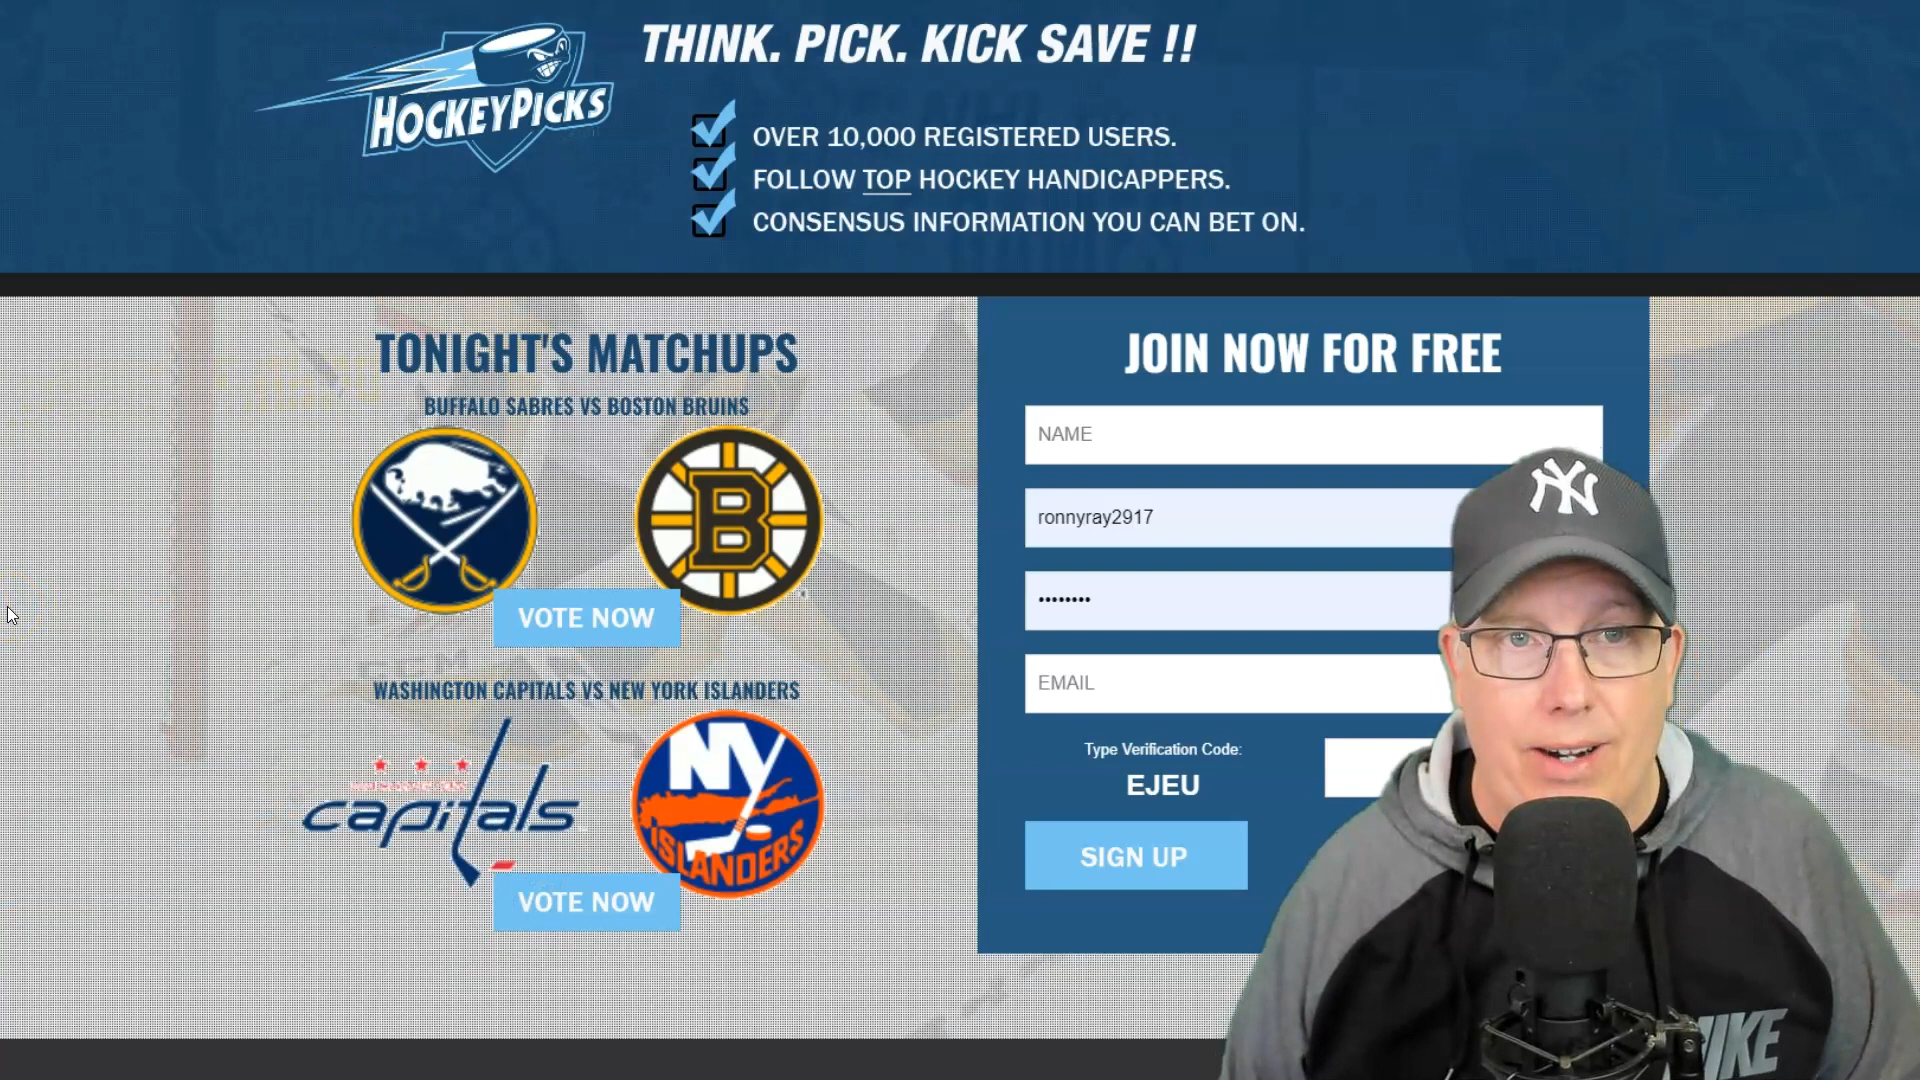 HOCKEYPICKS
THINK. PICK. KICK SAVE !!
OVER 10,000 REGISTERED USERS.
FOLLOW TOP HOCKEY HANDICAPPERS.
CONSENSUS INFORMATION YOU CAN BET ON.
TONIGHT'S MATCHUPS
BUFFALO SABRES VS BOSTON BRUINS
B
VOTE NOW
WASHINGTON CAPITALS VS NEW YORK ISLANDERS
capitals
NY
ISLANDERS
VOTE NOW
JOIN NOW FOR FREE
NAME
ronnyray2917
••••••••
EMAIL
Type Verification Code:
EJEU
SIGN UP
NY
NIKE